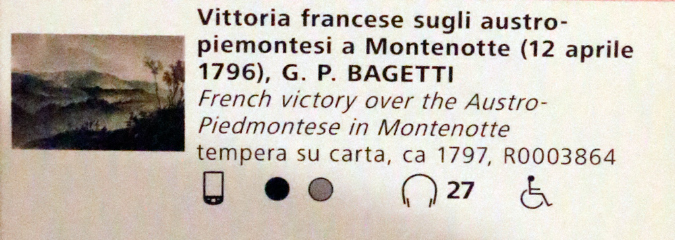 Vittoria francese sugli austro-
piemontesi a Montenotte (12 aprile
1796), G. P. BAGETTI
French victory over the Austro-
Piedmontese in Montenotte
tempera su carta, ca 1797, R0003864
27